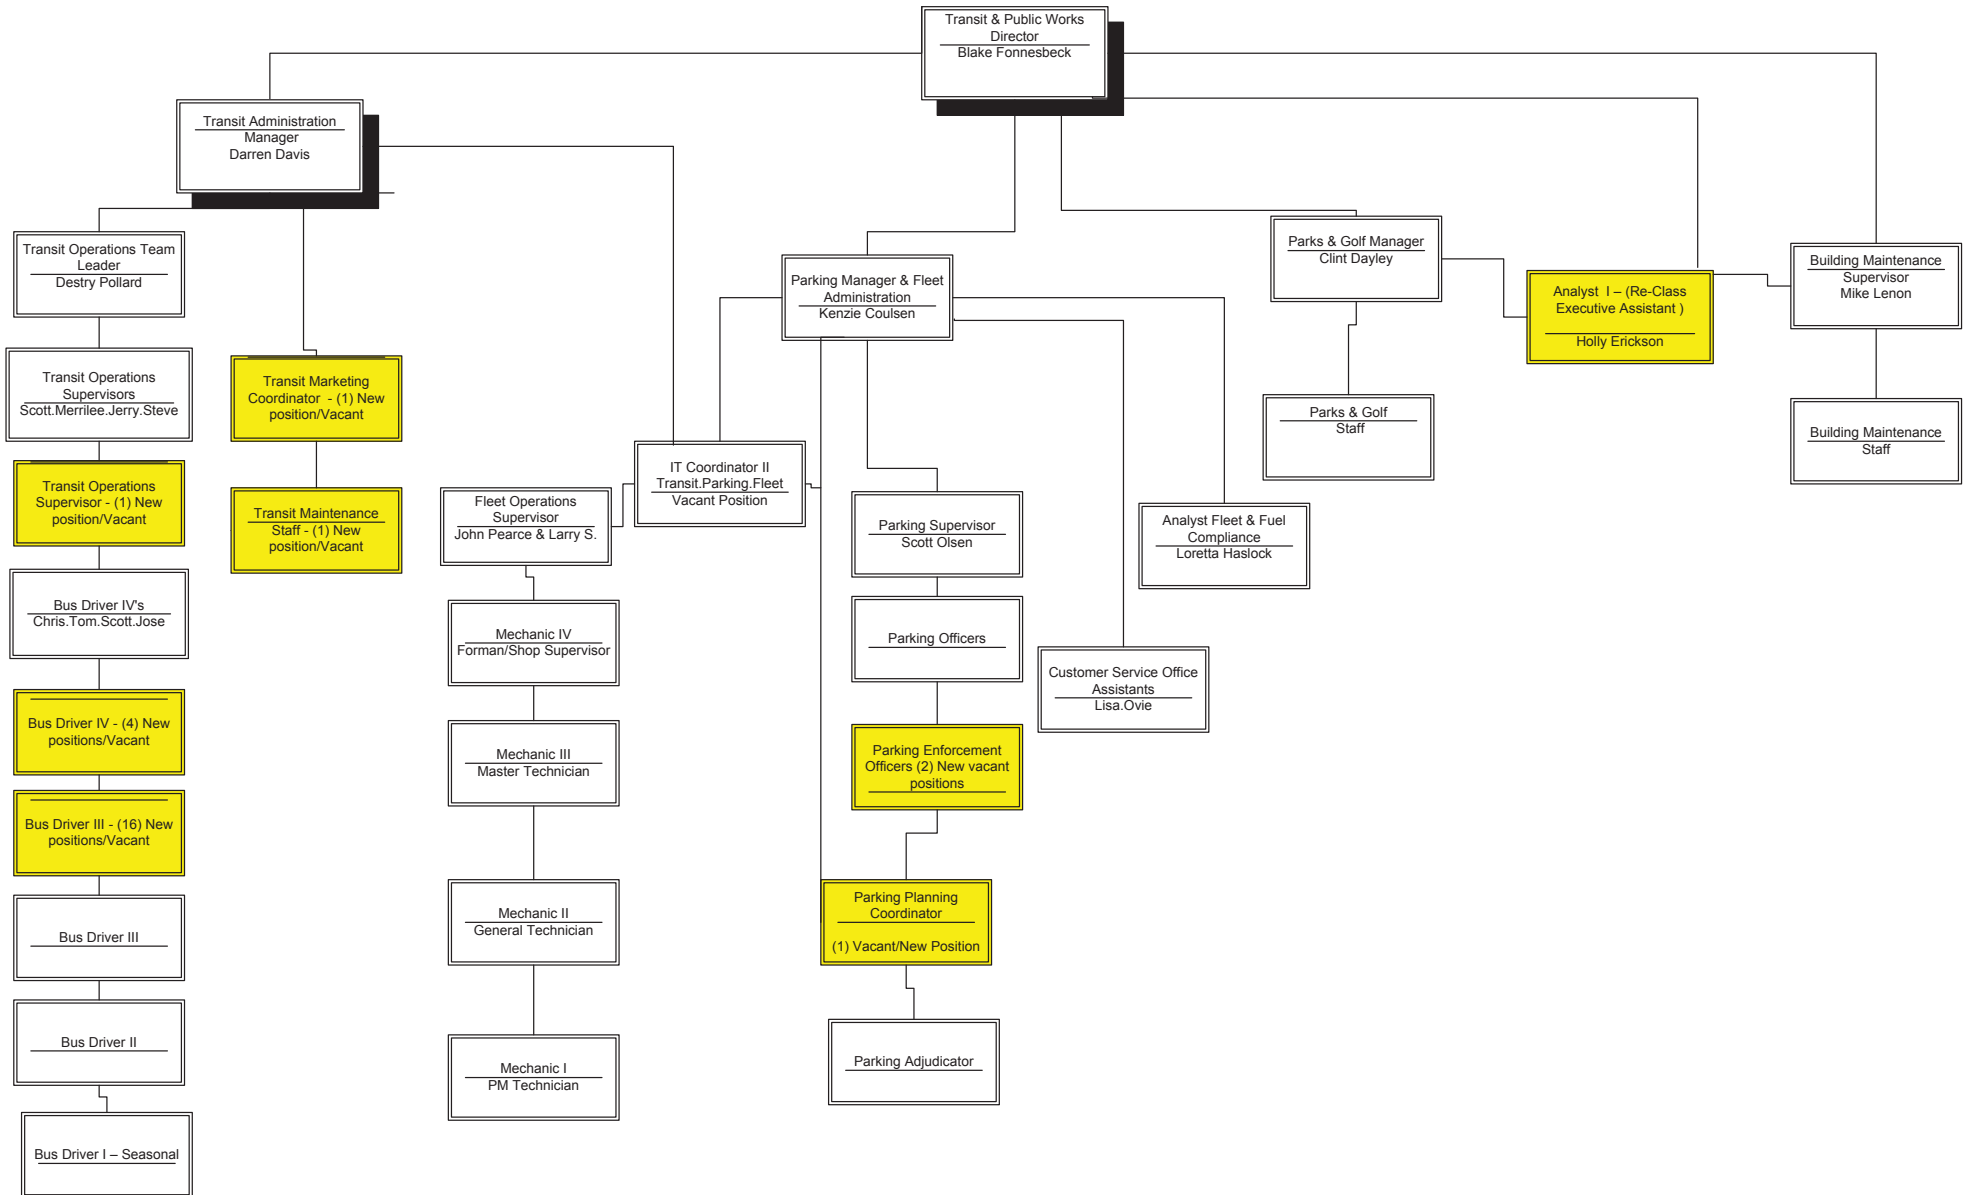 Transit & Public Works
Director
Blake Fonnesbeck
Transit Administration
Manager
Darren Davis
Transit Operations Team
Leader
Destry Pollard
Transit Operations
Supervisors
Scott.Merrilee.Jerry.Steve
Transit Operations
Supervisor - (1) New
position/Vacant
Bus Driver IV's
Chris.Tom.Scott.Jose
Bus Driver IV - (4) New
positions/Vacant
Bus Driver III - (16) New
positions/Vacant
Bus Driver III
Bus Driver II
Bus Driver I – Seasonal
Transit Marketing
Coordinator - (1) New
position/Vacant
Transit Maintenance
Staff - (1) New
position/Vacant
IT Coordinator II
Transit.Parking.Fleet
Vacant Position
Fleet Operations
Supervisor
John Pearce & Larry S.
Mechanic IV
Forman/Shop Supervisor
Mechanic III
Master Technician
Mechanic II
General Technician
Mechanic I
PM Technician
Parking Manager & Fleet
Administration
Kenzie Coulsen
Parking Supervisor
Scott Olsen
Parking Officers
Parking Enforcement
Officers (2) New vacant
positions
Parking Planning
Coordinator
(1) Vacant/New Position
Parking Adjudicator
Analyst Fleet & Fuel
Compliance
Loretta Haslock
Customer Service Office
Assistants
Lisa.Ovie
Parks & Golf Manager
Clint Dayley
Parks & Golf
Staff
Analyst I – (Re-Class
Executive Assistant )
Holly Erickson
Building Maintenance
Supervisor
Mike Lenon
Building Maintenance
Staff